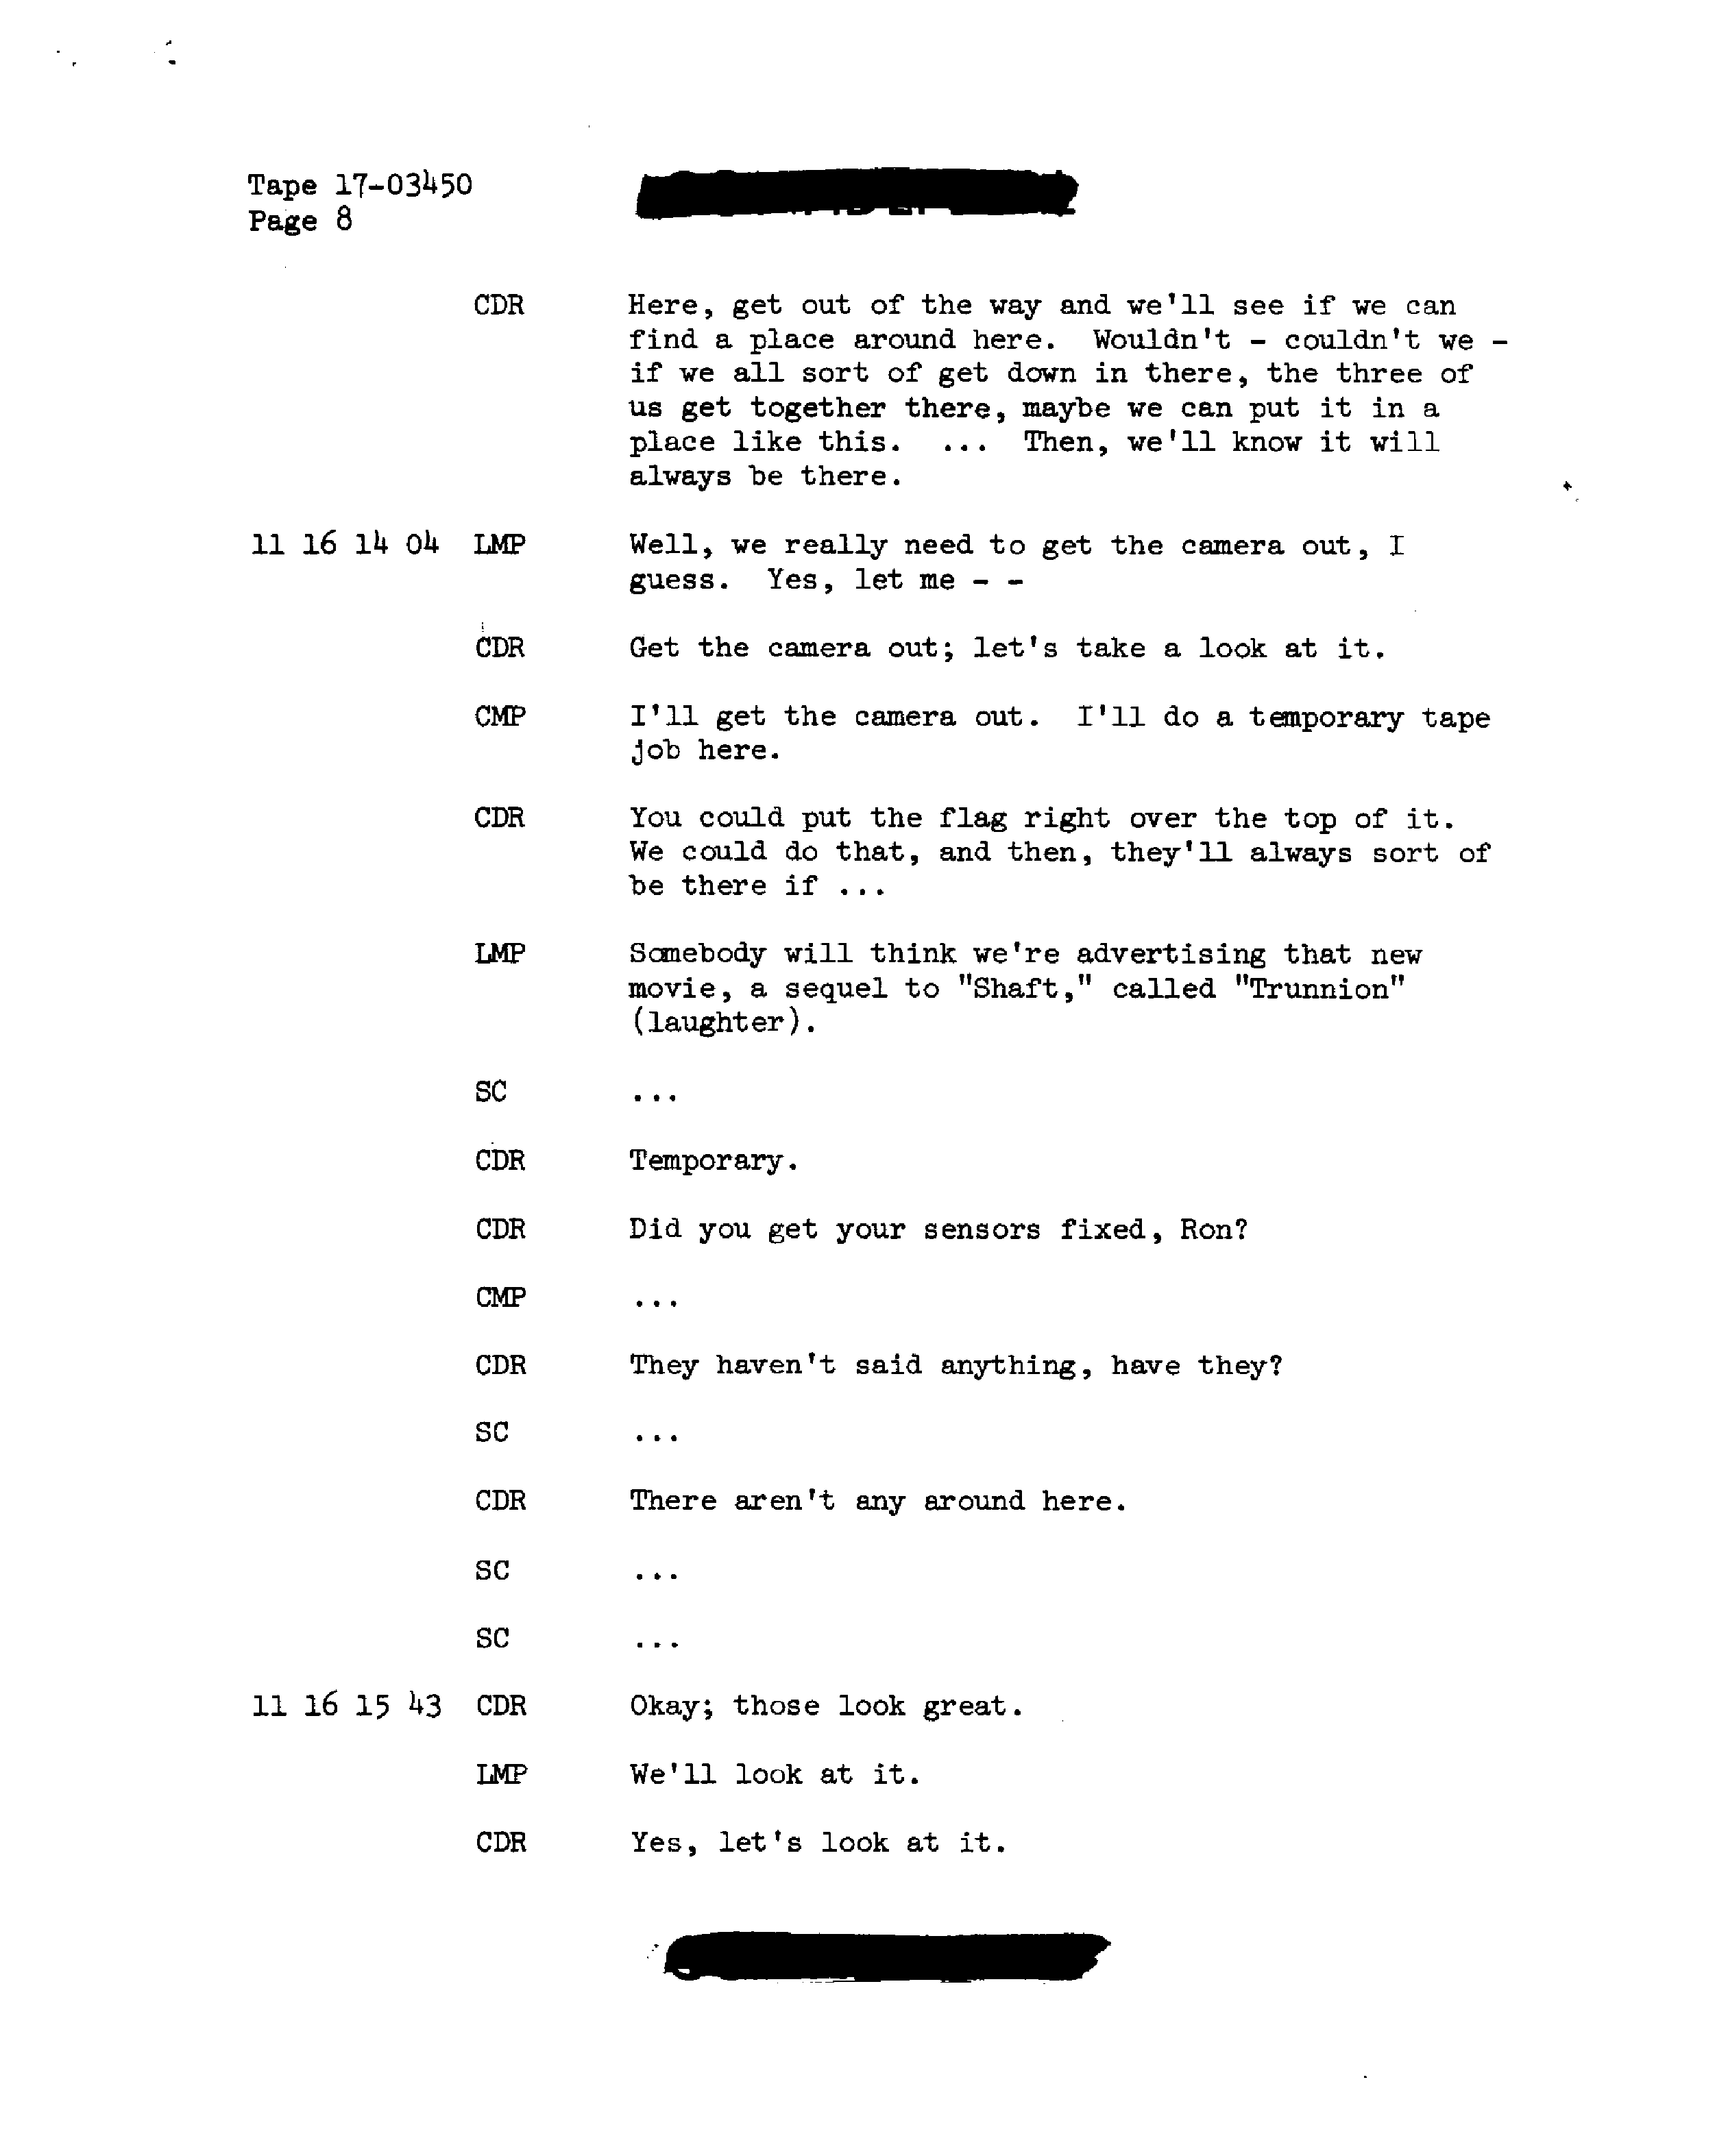 Tape 17-03450
Page 8
CDR Here, get out of the way and we'll see if we can
find a place around here. Wouldn't - couldn't we -
if we all sort of get down in there, the three of
us get together there, maybe we can put it in a
place like this. ... Then, we'll know it will
always be there.
11 16 14 04 LMP Well, we really need to get the camera out, I
guess. Yes, let me - -
CDR Get the camera out; let's take a look at it.
CMP I'll get the camera out. I'll do a temporary tape
job here.
CDR You could put the flag right over the top of it.
We could do that, and then, they'll always sort of
be there if ...
LMP Somebody will think we're advertising that new
movie, a sequel to "Shaft," called "Trunnion"
(laughter).
SC ...
CDR Temporary.
CDR Did you get your sensors fixed, Ron?
CMP ...
CDR They haven't said anything, have they?
SC ...
CDR There aren't any around here.
SC ...
SC ...
11 16 15 43 CDR Okay; those look great.
LMP We'll look at it.
CDR Yes, let's look at it.